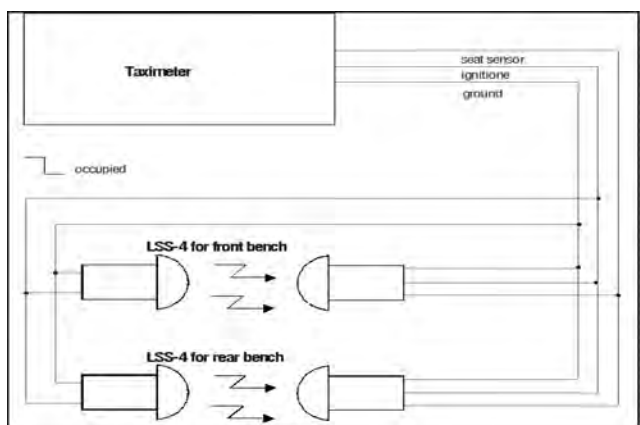 Taximeter
seat sensor
ignitione
ground
occupied
LSS-4 for front bench
LSS-4 for rear bench